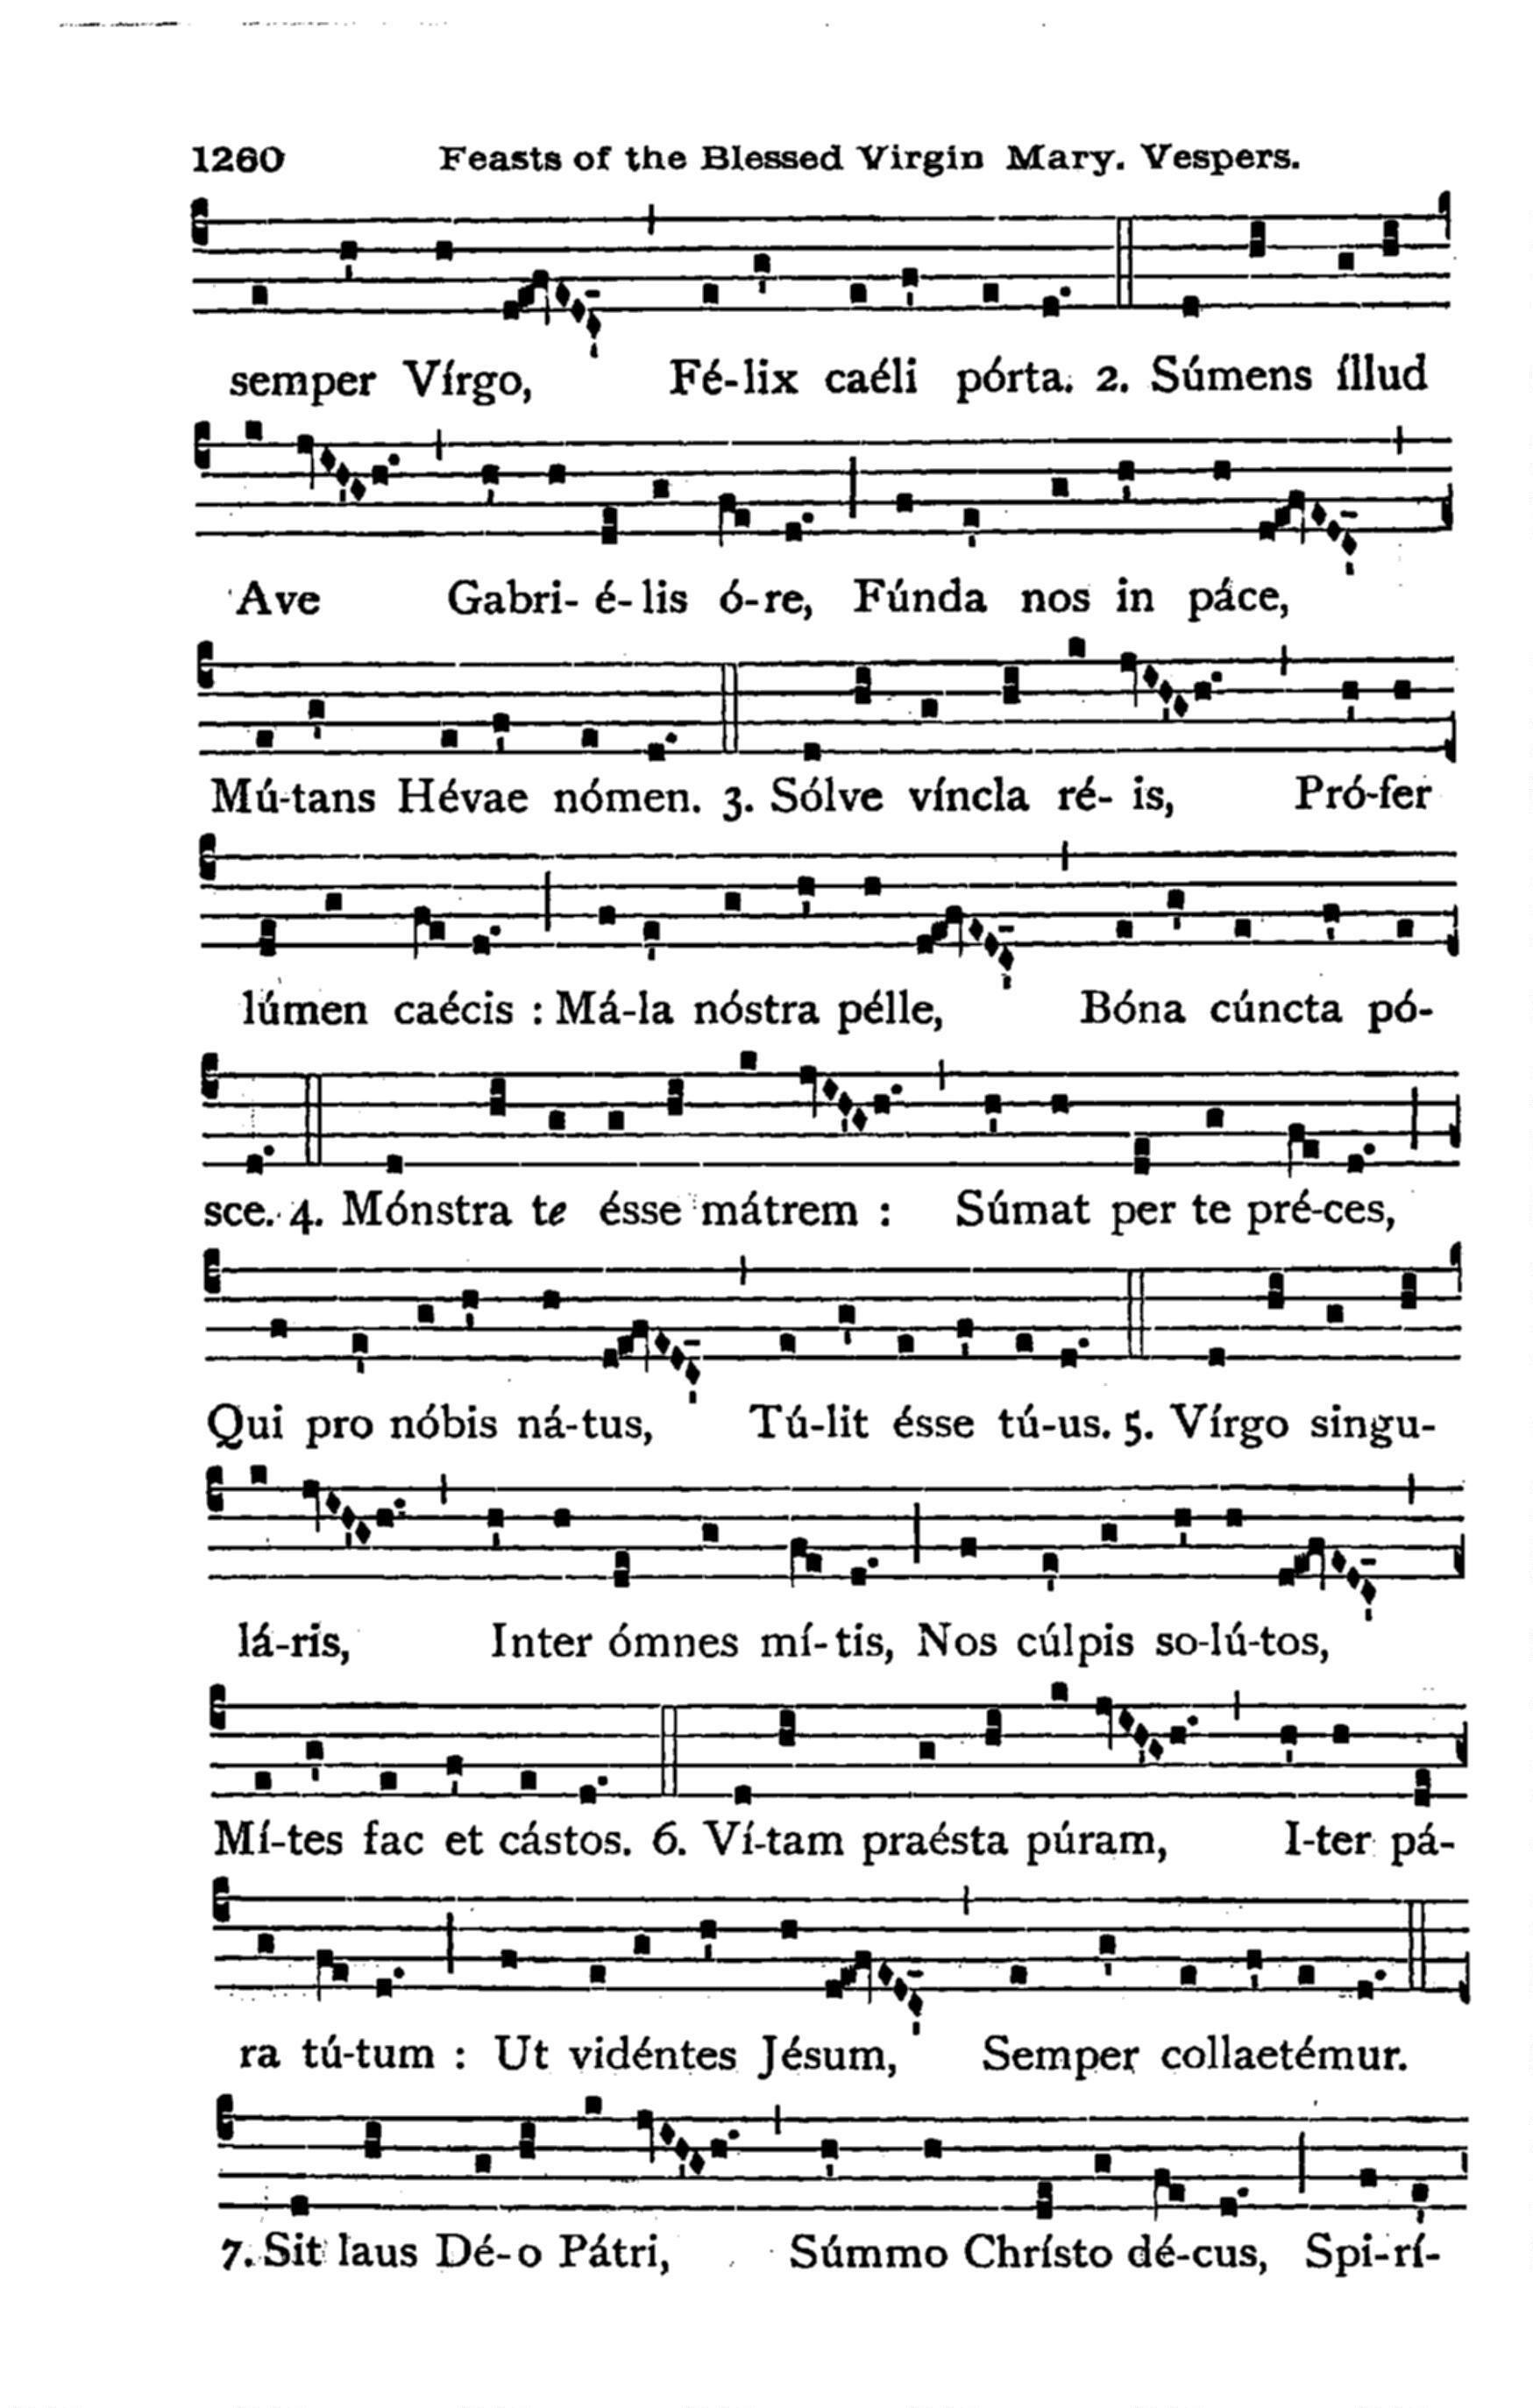 1260 Feasts of the Blessed Virgin Mary. Vespers.
semper Vírgo, Fé-lix caéli pórta. 2. Súmens íllud
Ave Gabri- é-lis ó-re, Fúnda nos in páce,
Mú-tans Hévae nómen. 3. Sólve víncla ré- is, Pró-fer
lúmen caécis : Má-la nóstra pélle, Bóna cúncta pó-
sce. 4. Mónstra te ésse mátrem : Súmat per te pré-ces,
Qui pro nóbis ná-tus, Tú-lit ésse tú-us. 5. Vírgo singu-
lá-ris, Inter ómnes mí-tis, Nos cúlpis so-lú-tos,
Mí-tes fac et cástos. 6. Ví-tam praésta púram, I-ter pá-
ra tú-tum : Ut vidéntes Jésum, Semper collaetémur.
7. Sit laus Dé-o Pátri, Súmmo Chrísto dé-cus, Spi-rí-